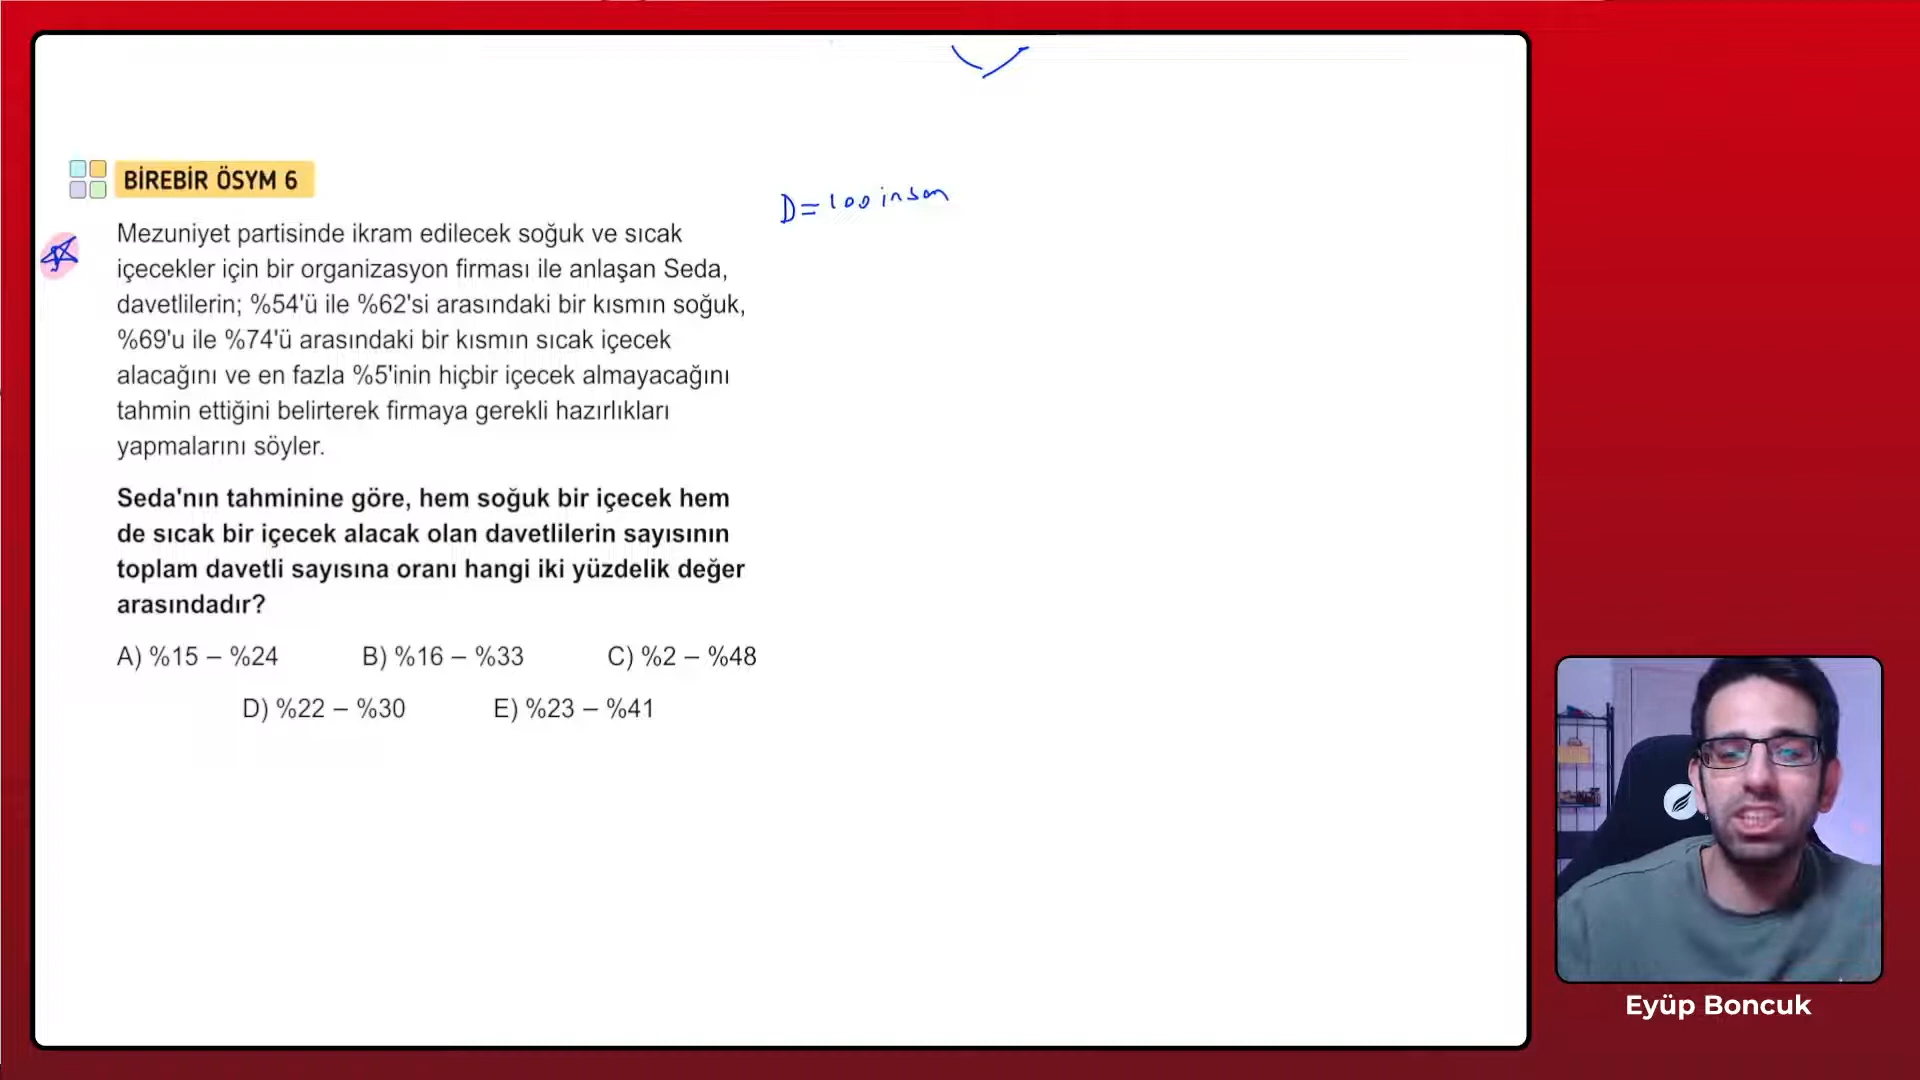 BİREBİR ÖSYM 6
D=100 insan
Mezuniyet partisinde ikram edilecek soğuk ve sıcak
içecekler için bir organizasyon firması ile anlaşan Seda,
davetlilerin; %54'ü ile %62'si arasındaki bir kısmın soğuk,
%69'u ile %74'ü arasındaki bir kısmın sıcak içecek
alacağını ve en fazla %5'inin hiçbir içecek almayacağını
tahmin ettiğini belirterek firmaya gerekli hazırlıkları
yapmalarını söyler.
Seda'nın tahminine göre, hem soğuk bir içecek hem
de sıcak bir içecek alacak olan davetlilerin sayısının
toplam davetli sayısına oranı hangi iki yüzdelik değer
arasındadır?
A) %15 – %24 B) %16 – %33 C) %2 – %48
D) %22 – %30 E) %23 – %41
Eyüp Boncuk